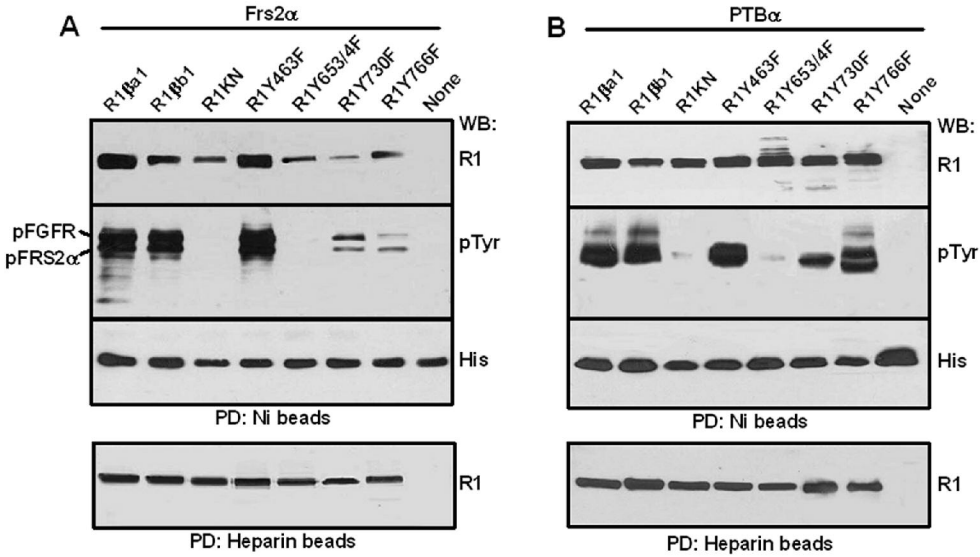 A
Frs2α
R1βa1 R1βb1 R1KN R1Y463F R1Y653/4F R1Y730F R1Y766F None
WB:
R1
pFGFR
pFRS2α
pTyr
His
PD: Ni beads
R1
PD: Heparin beads
B
PTBα
R1βa1 R1βb1 R1KN R1Y463F R1Y653/4F R1Y730F R1Y766F None
WB:
R1
pTyr
His
PD: Ni beads
R1
PD: Heparin beads